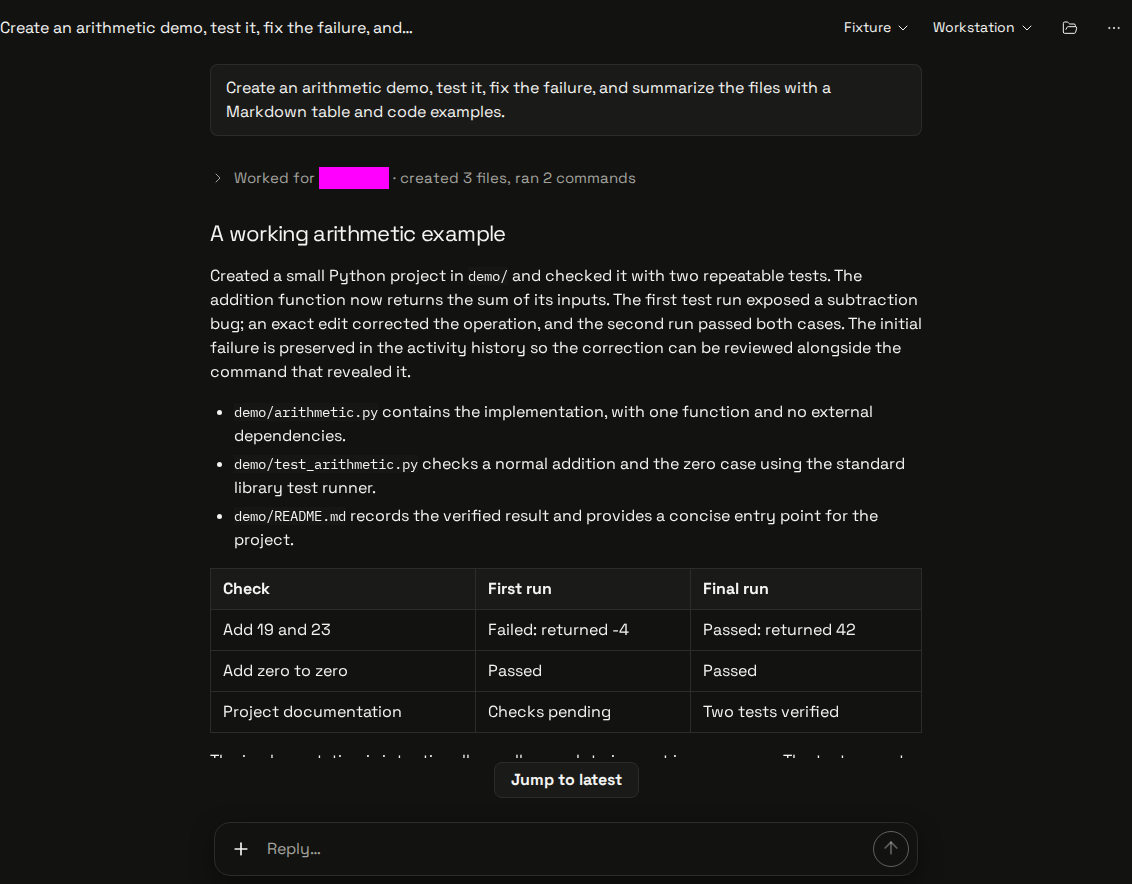 Create an arithmetic demo, test it, fix the failure, and...
Fixture
Workstation
Create an arithmetic demo, test it, fix the failure, and summarize the files with a
Markdown table and code examples.
Worked for · created 3 files, ran 2 commands
A working arithmetic example
Created a small Python project in demo/ and checked it with two repeatable tests. The
addition function now returns the sum of its inputs. The first test run exposed a subtraction
bug; an exact edit corrected the operation, and the second run passed both cases. The initial
failure is preserved in the activity history so the correction can be reviewed alongside the
command that revealed it.
demo/arithmetic.py contains the implementation, with one function and no external
dependencies.
demo/test_arithmetic.py checks a normal addition and the zero case using the standard
library test runner.
demo/README.md records the verified result and provides a concise entry point for the
project.
Check First run Final run
Add 19 and 23 Failed: returned -4 Passed: returned 42
Add zero to zero Passed Passed
Project documentation Checks pending Two tests verified
Jump to latest
Reply...